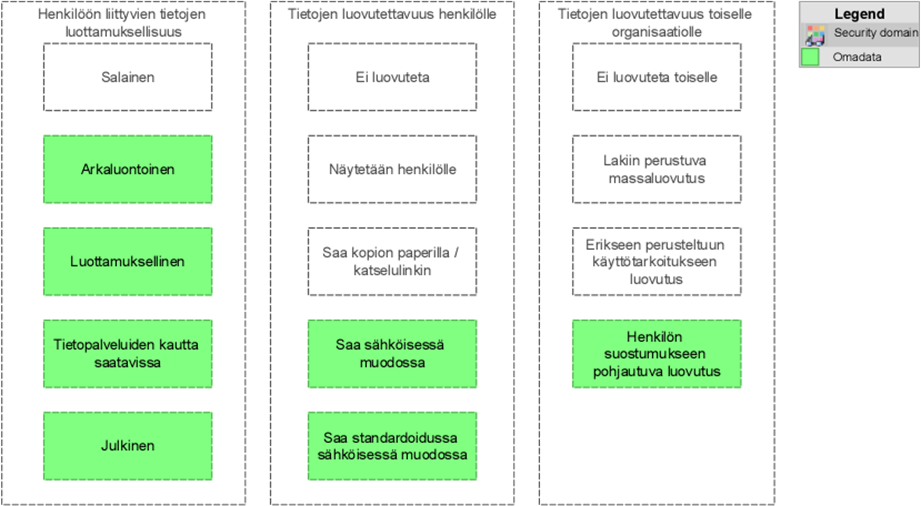 Henkilöön liittyvien tietojen
luottamuksellisuus
Salainen
Arkaluontoinen
Luottamuksellinen
Tietopalveluiden kautta
saatavissa
Julkinen
Tietojen luovutettavuus henkilölle
Ei luovuteta
Näytetään henkilölle
Saa kopion paperilla /
katselulinkin
Saa sähköisessä
muodossa
Saa standardoidussa
sähköisessä muodossa
Tietojen luovutettavuus toiselle
organisaatiolle
Ei luovuteta toiselle
Lakiin perustuva
massaluovutus
Erikseen perusteltuun
käyttötarkoitukseen
luovutus
Henkilön
suostumukseen
pohjautuva luovutus
Legend
Security domain
Omadata